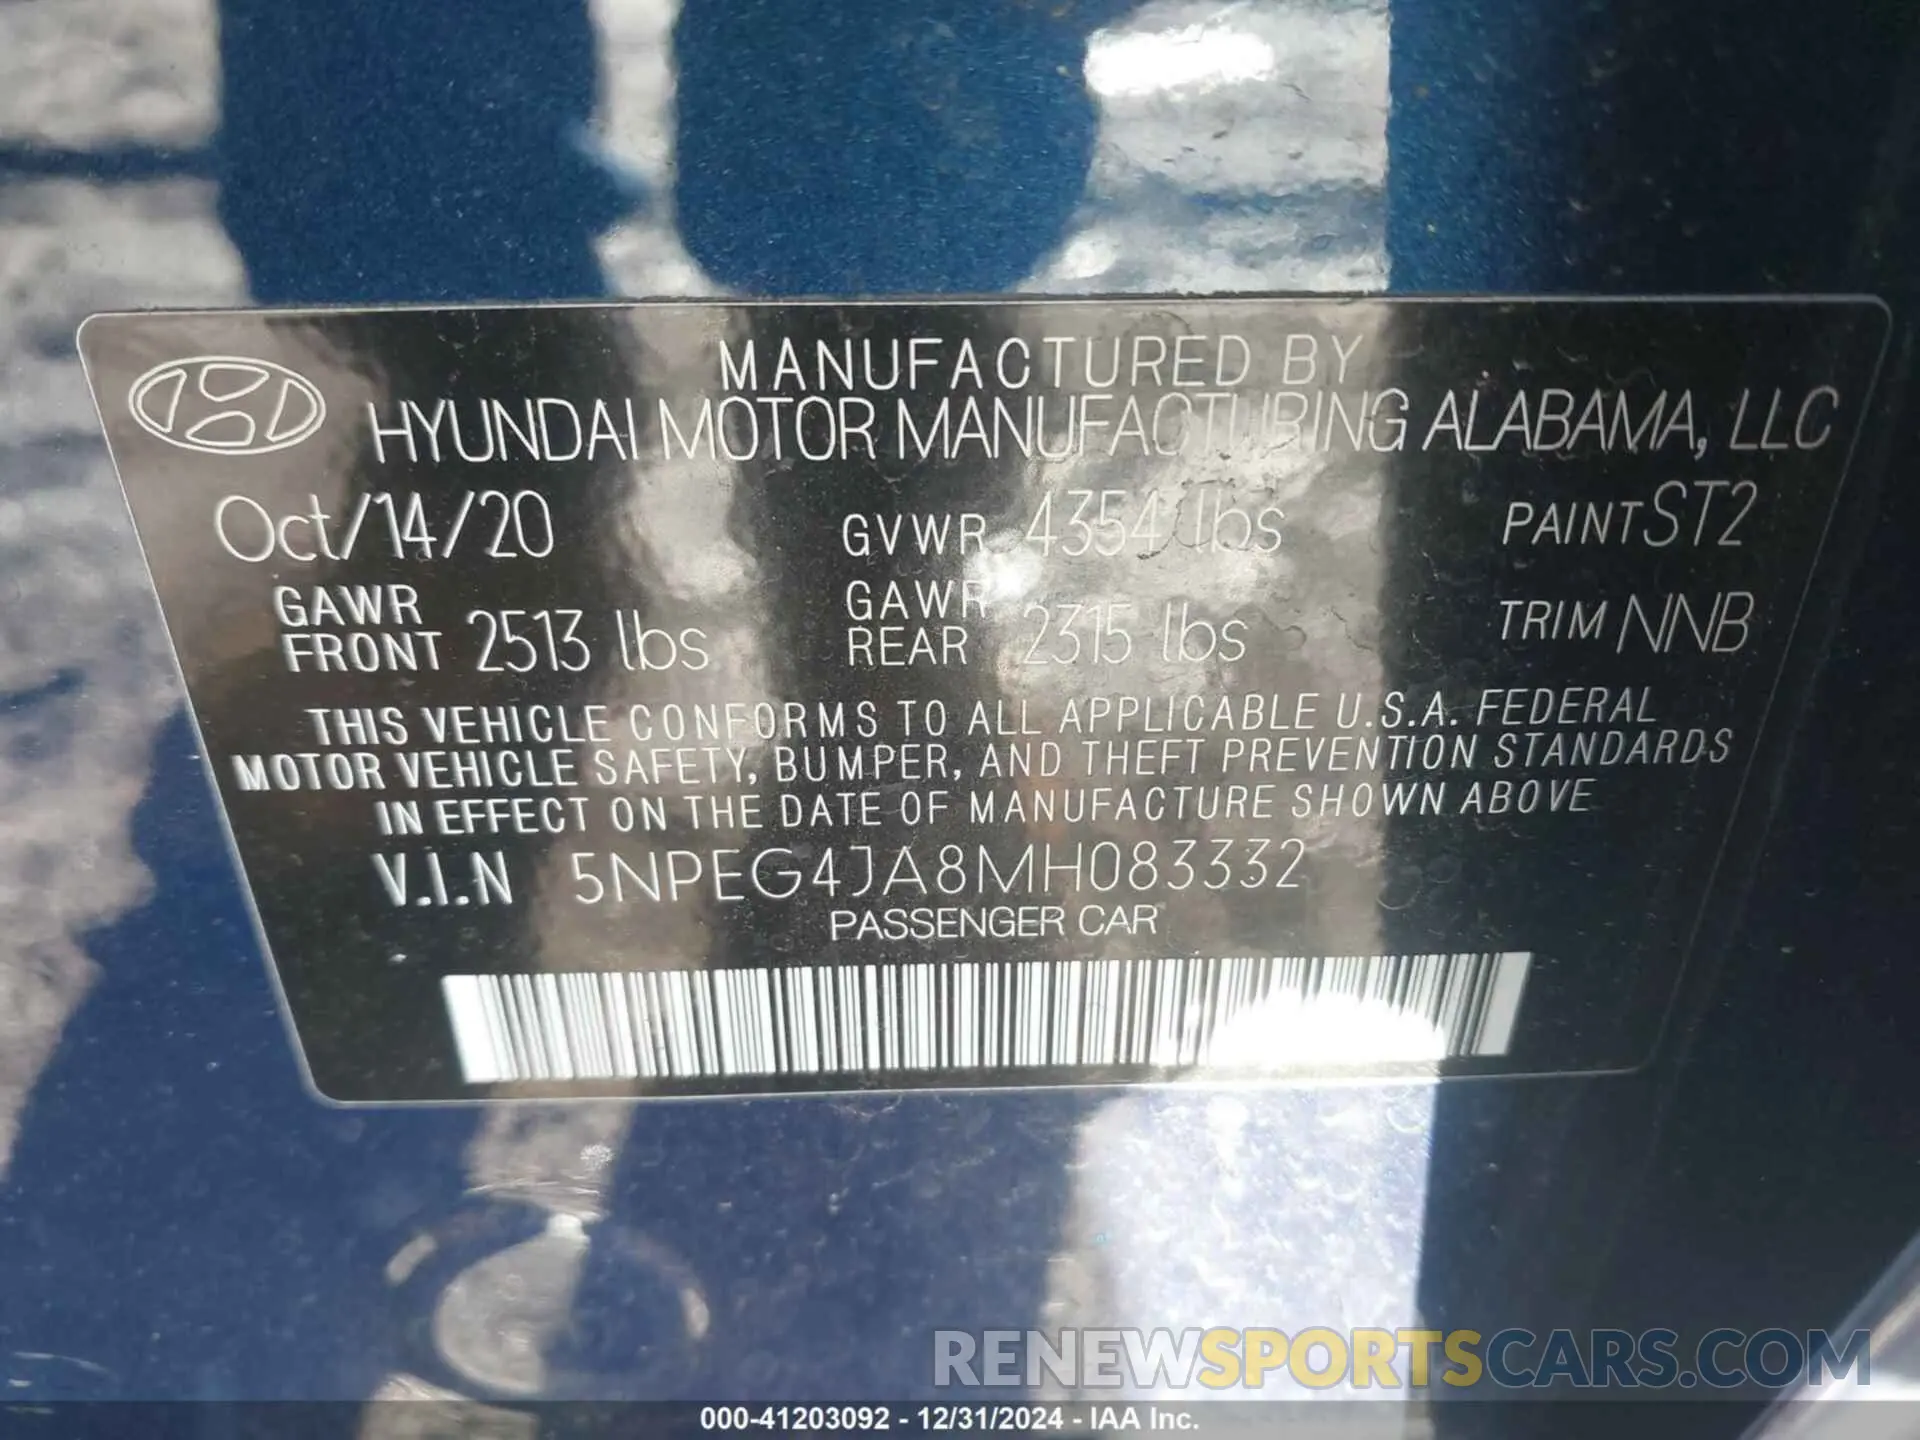 MANUFACTURED BY
HYUNDAI MOTOR MANUFACTURING ALABAMA, LLC
Oct/14/20 GVWR 4354 lbs PAINT ST2
GAWR FRONT 2513 lbs GAWR REAR 2315 lbs TRIM NNB
THIS VEHICLE CONFORMS TO ALL APPLICABLE U.S.A. FEDERAL
MOTOR VEHICLE SAFETY, BUMPER, AND THEFT PREVENTION STANDARDS
IN EFFECT ON THE DATE OF MANUFACTURE SHOWN ABOVE
V.I.N 5NPEG4JA8MH083332
PASSENGER CAR
RENEWSPORTSCARS.COM
000-41203092 - 12/31/2024 - IAA Inc.